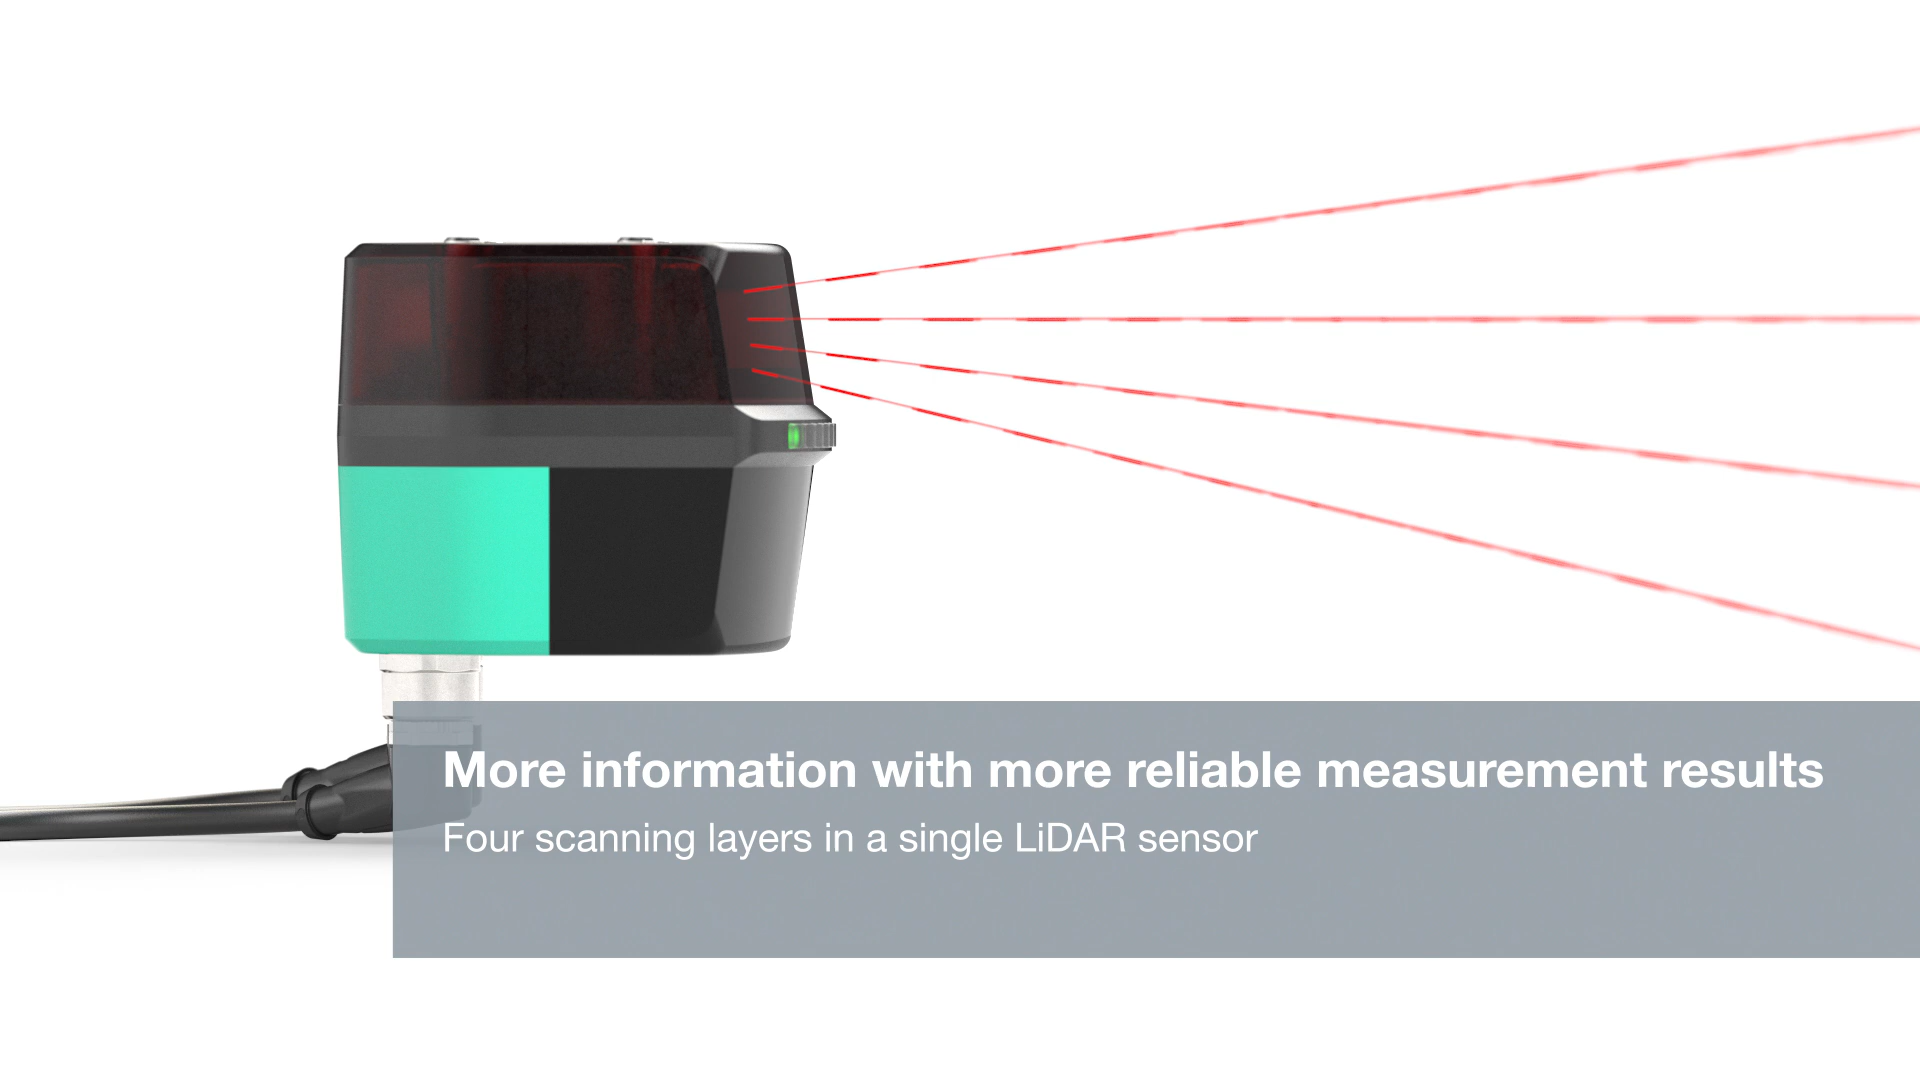 More information with more reliable measurement results
Four scanning layers in a single LiDAR sensor